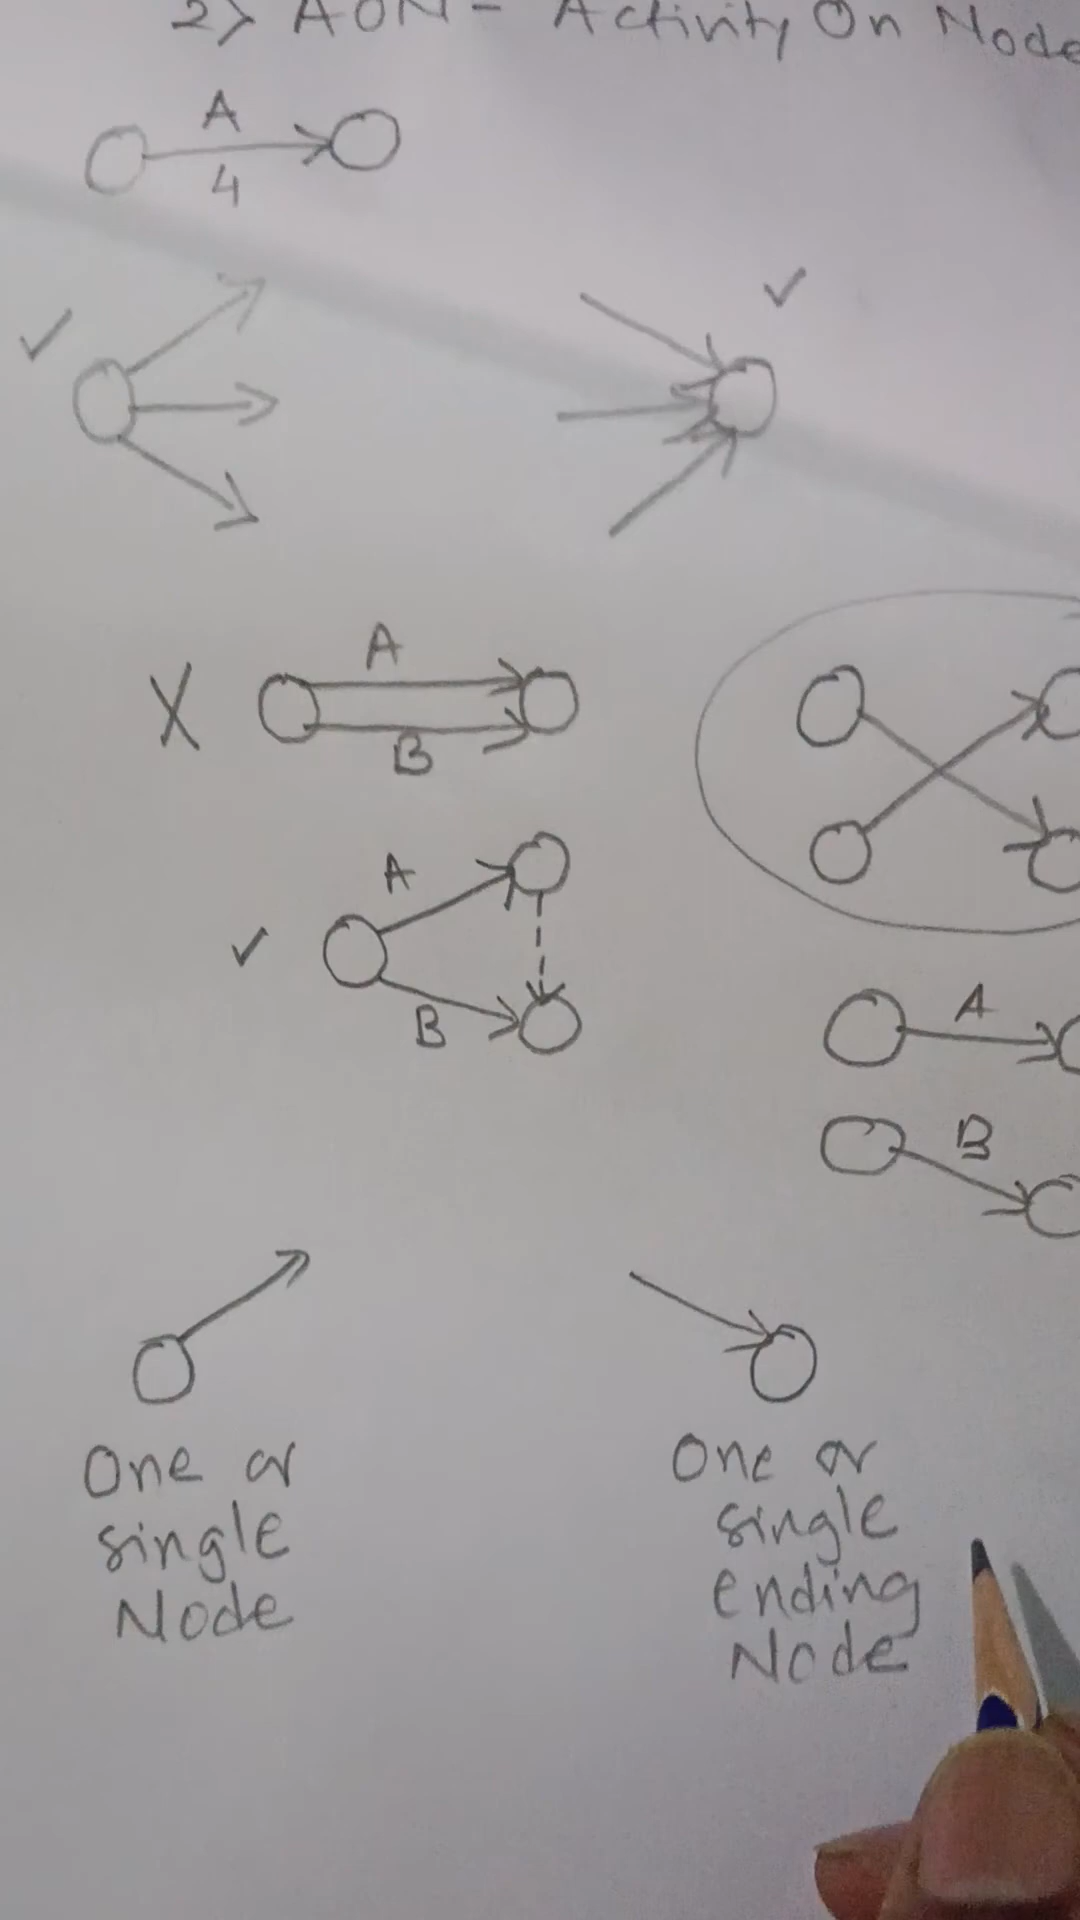 2> AON - Activity On Node
A
4
A
B
A
B
A
B
One or
single
Node
One or
single
ending
Node